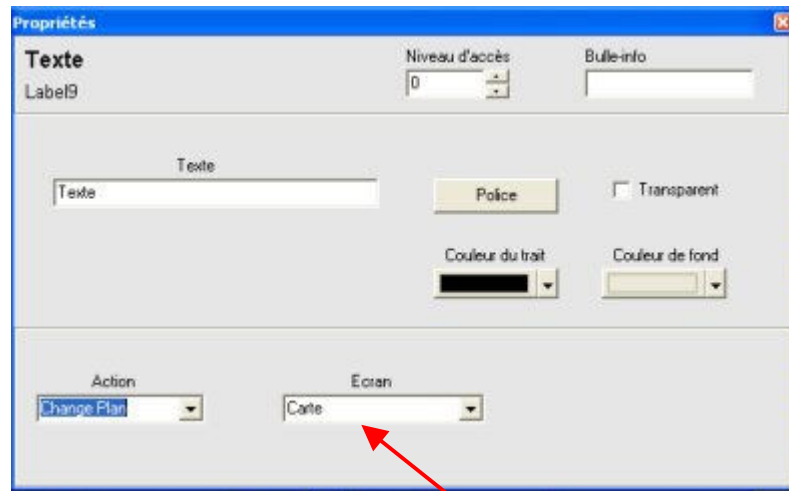 Propriétés
Texte
Label9
Niveau d'accès
0
Bulle-info
Texte
Texte
Police
Transparent
Couleur du trait
Couleur de fond
Action
Change Plan
Ecran
Carte